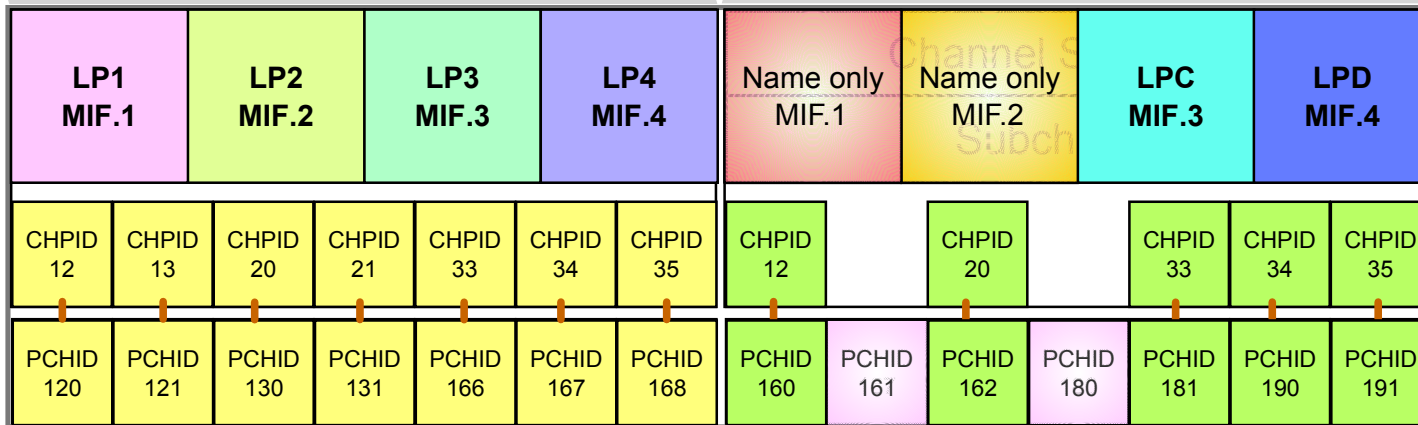 LP1
MIF.1
LP2
MIF.2
LP3
MIF.3
LP4
MIF.4
Name only
MIF.1
Name only
MIF.2
LPC
MIF.3
LPD
MIF.4
Channel S
Subch
CHPID
12
CHPID
13
CHPID
20
CHPID
21
CHPID
33
CHPID
34
CHPID
35
CHPID
12
CHPID
20
CHPID
33
CHPID
34
CHPID
35
PCHID
120
PCHID
121
PCHID
130
PCHID
131
PCHID
166
PCHID
167
PCHID
168
PCHID
160
PCHID
161
PCHID
162
PCHID
180
PCHID
181
PCHID
190
PCHID
191